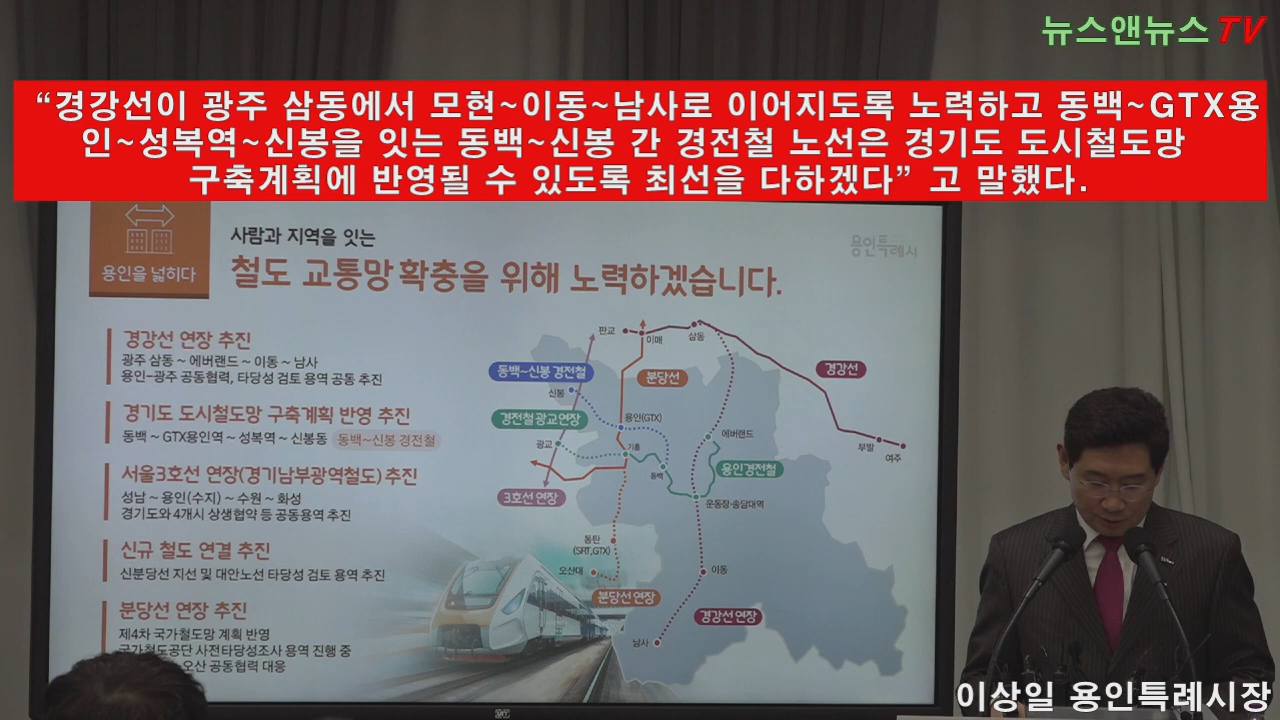 뉴스앤뉴스 TV
“경강선이 광주 삼동에서 모현~이동~남사로 이어지도록 노력하고 동백~GTX용
인~성복역~신봉을 잇는 동백~신봉 간 경전철 노선은 경기도 도시철도망
구축계획에 반영될 수 있도록 최선을 다하겠다” 고 말했다.
용인을 넓히다
사람과 지역을 잇는
철도 교통망 확충을 위해 노력하겠습니다.
용인특례시
경강선 연장 추진
광주 삼동 ~ 에버랜드 ~ 이동 ~ 남사
용인-광주 공동협력, 타당성 검토 용역 공동 추진
경기도 도시철도망 구축계획 반영 추진
동백 ~ GTX용인역 ~ 성복역 ~ 신봉동 동백~신봉 경전철
서울3호선 연장(경기남부광역철도) 추진
성남 ~ 용인(수지) ~ 수원 ~ 화성
경기도와 4개시 상생협약 등 공동용역 추진
신규 철도 연결 추진
신분당선 지선 및 대안노선 타당성 검토 용역 추진
분당선 연장 추진
제4차 국가철도망 계획 반영
국가철도공단 사전타당성조사 용역 진행 중
오산 공동협력 대응
판교
이매
삼동
동백~신봉 경전철
분당선
경강선
신봉
경전철 광교 연장
용인(GTX)
광교
기흥
에버랜드
부발
여주
동백
용인경전철
3호선 연장
운동장·송담대역
동탄
(SRT,GTX)
오산대
이동
분당선 연장
경강선 연장
남사
이상일 용인특례시장